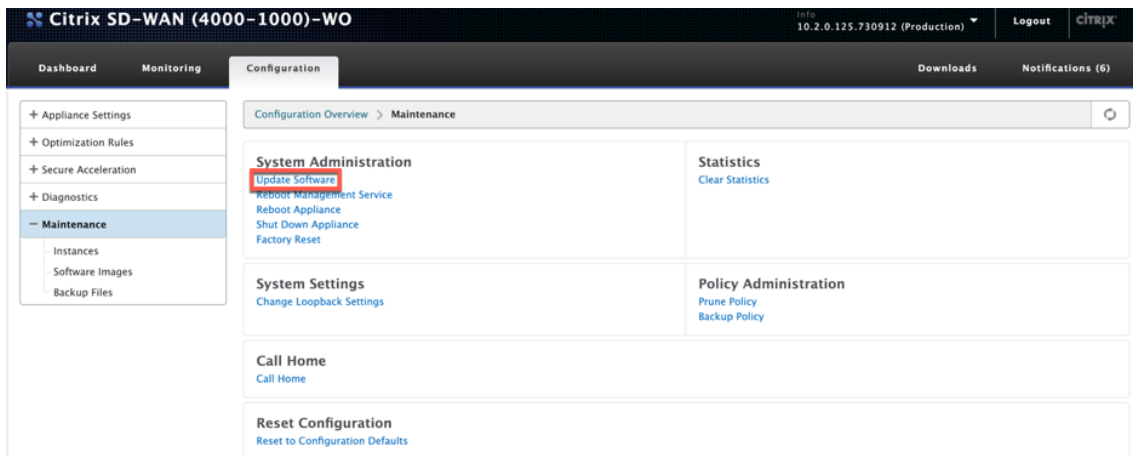 Citrix SD-WAN (4000-1000)-WO
Info
10.2.0.125.730912 (Production)
Logout
CITRIX
Dashboard
Monitoring
Configuration
Downloads
Notifications (6)
+ Appliance Settings
+ Optimization Rules
+ Secure Acceleration
+ Diagnostics
− Maintenance
Instances
Software Images
Backup Files
Configuration Overview > Maintenance
System Administration
Update Software
Reboot Management Service
Reboot Appliance
Shut Down Appliance
Factory Reset
Statistics
Clear Statistics
System Settings
Change Loopback Settings
Policy Administration
Prune Policy
Backup Policy
Call Home
Call Home
Reset Configuration
Reset to Configuration Defaults